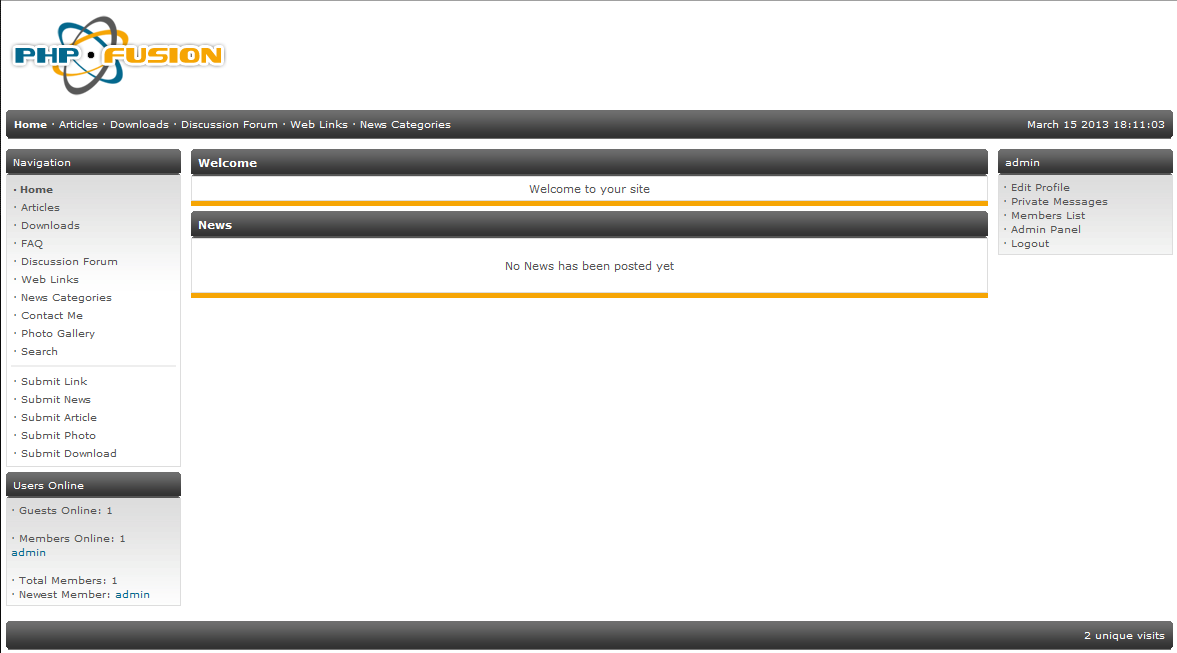 PHP·FUSION
Home · Articles · Downloads · Discussion Forum · Web Links · News Categories
March 15 2013 18:11:03
Navigation
· Home
· Articles
· Downloads
· FAQ
· Discussion Forum
· Web Links
· News Categories
· Contact Me
· Photo Gallery
· Search
· Submit Link
· Submit News
· Submit Article
· Submit Photo
· Submit Download
Users Online
· Guests Online: 1
· Members Online: 1
admin
· Total Members: 1
· Newest Member: admin
Welcome
Welcome to your site
News
No News has been posted yet
admin
· Edit Profile
· Private Messages
· Members List
· Admin Panel
· Logout
2 unique visits